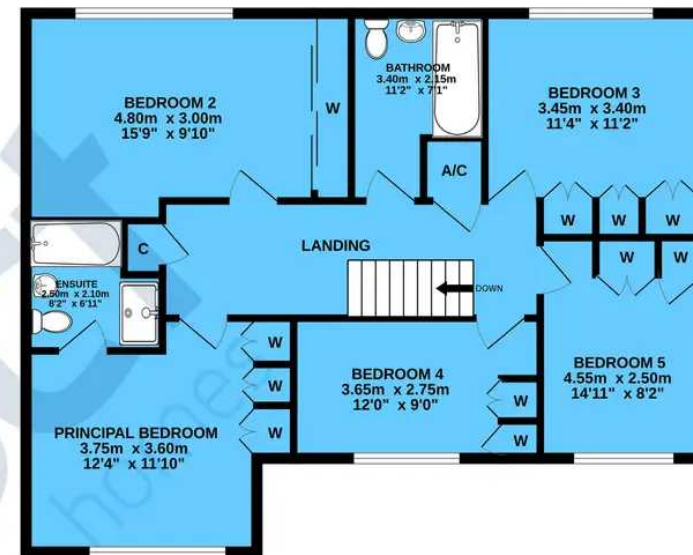 BEDROOM 2
4.80m x 3.00m
15'9" x 9'10"
W
BATHROOM
3.40m x 2.15m
11'2" x 7'1"
A/C
BEDROOM 3
3.45m x 3.40m
11'4" x 11'2"
W
W
W
C
LANDING
DOWN
ENSUITE
2.50m x 2.10m
8'2" x 6'11"
W
W
W
W
W
BEDROOM 4
3.65m x 2.75m
12'0" x 9'0"
W
W
BEDROOM 5
4.55m x 2.50m
14'11" x 8'2"
PRINCIPAL BEDROOM
3.75m x 3.60m
12'4" x 11'10"
homes